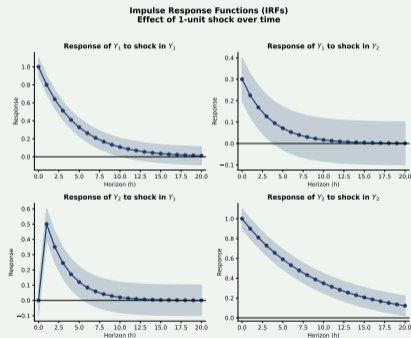 Impulse Response Functions (IRFs)
Effect of 1-unit shock over time
Response of Y₁ to shock in Y₁
Response of Y₁ to shock in Y₂
Response
1.0
0.8
0.6
0.4
0.2
0.0
0.0 2.5 5.0 7.5 10.0 12.5 15.0 17.5 20.0
Horizon (h)
Response
0.4
0.3
0.2
0.1
0.0
−0.1
0.0 2.5 5.0 7.5 10.0 12.5 15.0 17.5 20.0
Horizon (h)
Response of Y₂ to shock in Y₁
Response of Y₂ to shock in Y₂
Response
0.6
0.5
0.4
0.3
0.2
0.1
0.0
−0.1
0.0 2.5 5.0 7.5 10.0 12.5 15.0 17.5 20.0
Horizon (h)
Response
1.0
0.8
0.6
0.4
0.2
0.0
0.0 2.5 5.0 7.5 10.0 12.5 15.0 17.5 20.0
Horizon (h)